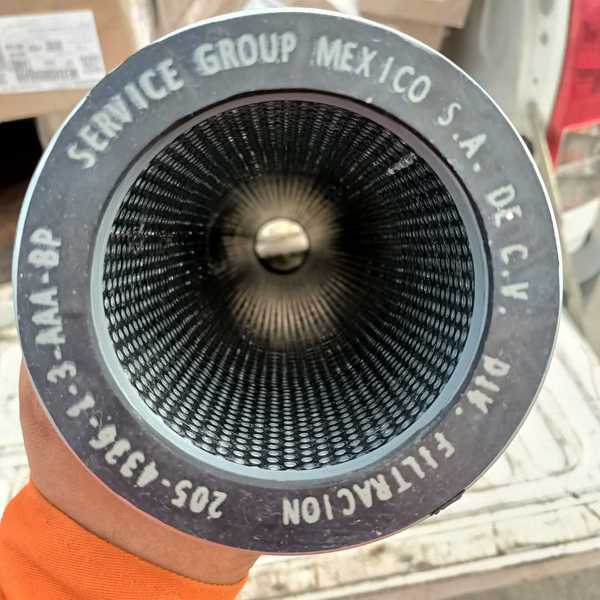 SERVICE GROUP MEXICO S.A. DE C.V. DIV. FILTRACION
205-4336-1-3-AAA-BP